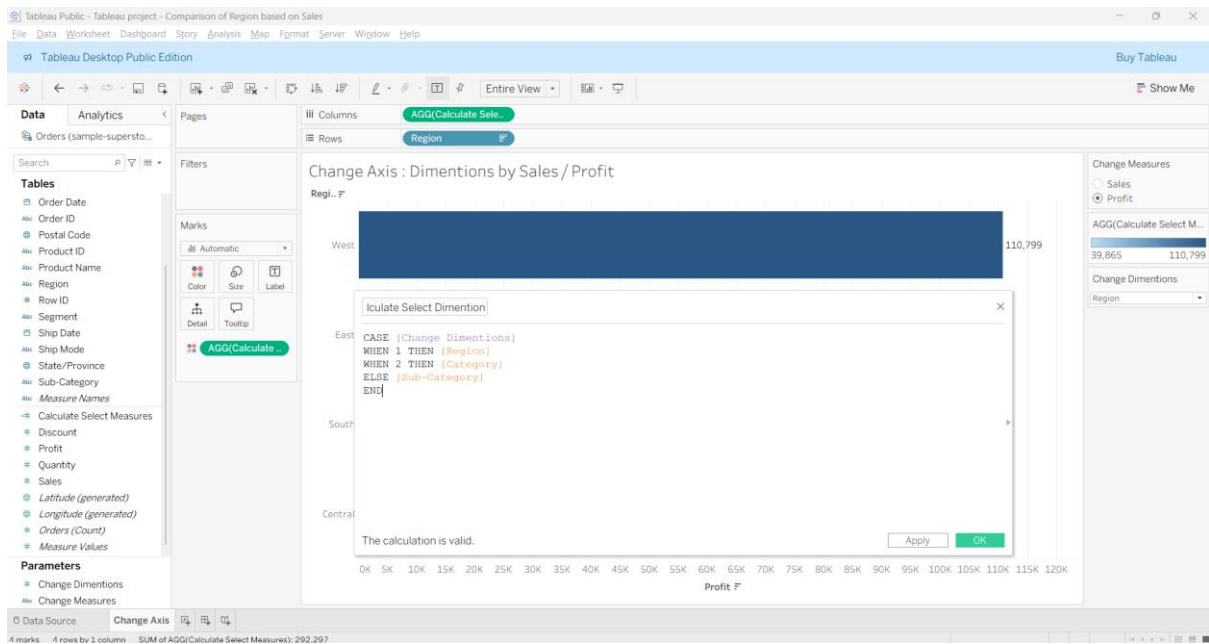 Tableau Public - Tableau project - Comparison of Region based on Sales
File Data Worksheet Dashboard Story Analysis Map Format Server Window Help
Tableau Desktop Public Edition
Buy Tableau
Entire View
Show Me
Data Analytics
Orders (sample-supersto...
Search
Tables
Order Date
Abc Order ID
Postal Code
Abc Product ID
Abc Product Name
Abc Region
# Row ID
Abc Segment
Ship Date
Abc Ship Mode
State/Province
Abc Sub-Category
Abc Measure Names
=# Calculate Select Measures
# Discount
# Profit
# Quantity
# Sales
Latitude (generated)
Longitude (generated)
# Orders (Count)
# Measure Values
Parameters
# Change Dimentions
Abc Change Measures
Pages
Filters
Marks
Automatic
Color Size Label
Detail Tooltip
AGG(Calculate ..
Columns
AGG(Calculate Sele..
Rows
Region
Change Axis : Dimentions by Sales / Profit
Regi..
West
110,799
East
South
Central
lculate Select Dimention
CASE [Change Dimentions]
WHEN 1 THEN [Region]
WHEN 2 THEN [Category]
ELSE [Sub-Category]
END
The calculation is valid.
Apply
OK
0K 5K 10K 15K 20K 25K 30K 35K 40K 45K 50K 55K 60K 65K 70K 75K 80K 85K 90K 95K 100K 105K 110K 115K 120K
Profit
Change Measures
Sales
Profit
AGG(Calculate Select M...
39,865 110,799
Change Dimentions
Region
Data Source
Change Axis
4 marks 4 rows by 1 column SUM of AGG(Calculate Select Measures): 292,297